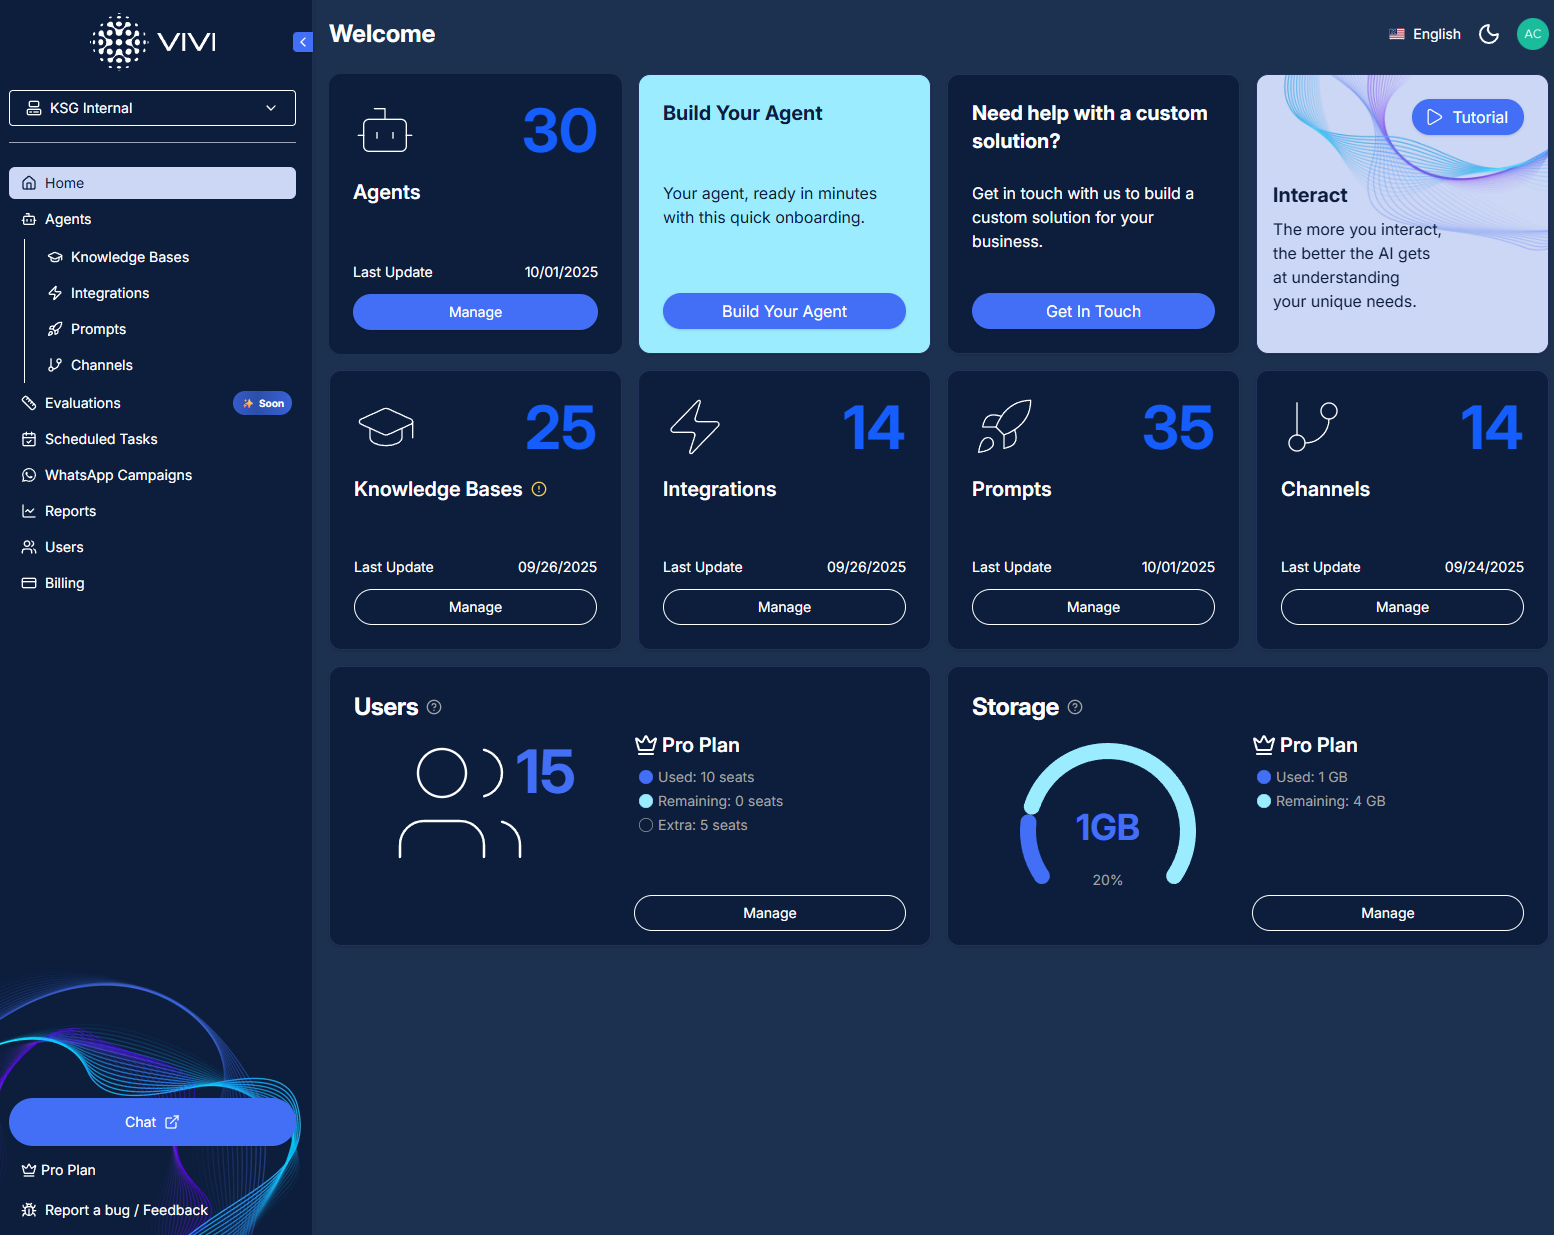 VIVI
KSG Internal
Home
Agents
Knowledge Bases
Integrations
Prompts
Channels
Evaluations
Soon
Scheduled Tasks
WhatsApp Campaigns
Reports
Users
Billing
Chat
Pro Plan
Report a bug / Feedback
Welcome
English
AC
30
Agents
Last Update 10/01/2025
Manage
Build Your Agent
Your agent, ready in minutes
with this quick onboarding.
Build Your Agent
Need help with a custom
solution?
Get in touch with us to build a
custom solution for your
business.
Get In Touch
Tutorial
Interact
The more you interact,
the better the AI gets
at understanding
your unique needs.
25
Knowledge Bases
Last Update 09/26/2025
Manage
14
Integrations
Last Update 09/26/2025
Manage
35
Prompts
Last Update 10/01/2025
Manage
14
Channels
Last Update 09/24/2025
Manage
Users
15
Pro Plan
Used: 10 seats
Remaining: 0 seats
Extra: 5 seats
Manage
Storage
1GB
20%
Pro Plan
Used: 1 GB
Remaining: 4 GB
Manage